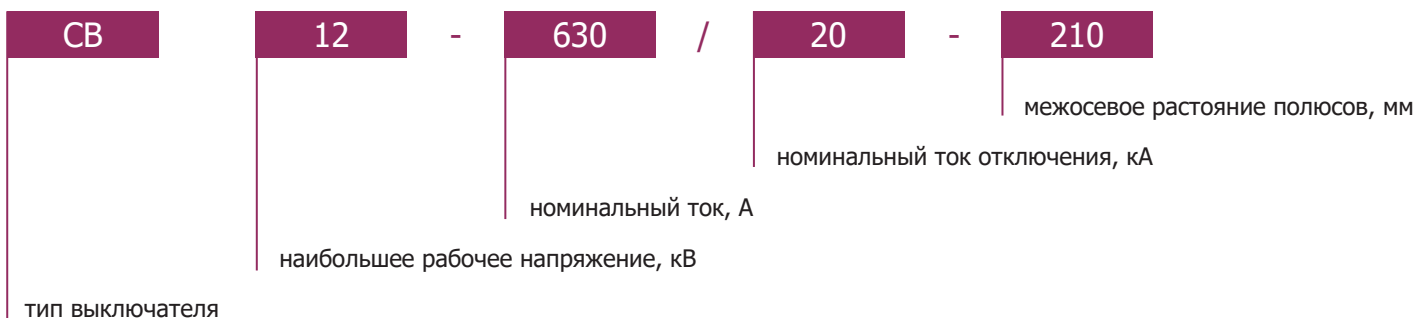 СВ 12 - 630 / 20 - 210
межосевое растояние полюсов, мм
номинальный ток отключения, кА
номинальный ток, А
наибольшее рабочее напряжение, кВ
тип выключателя